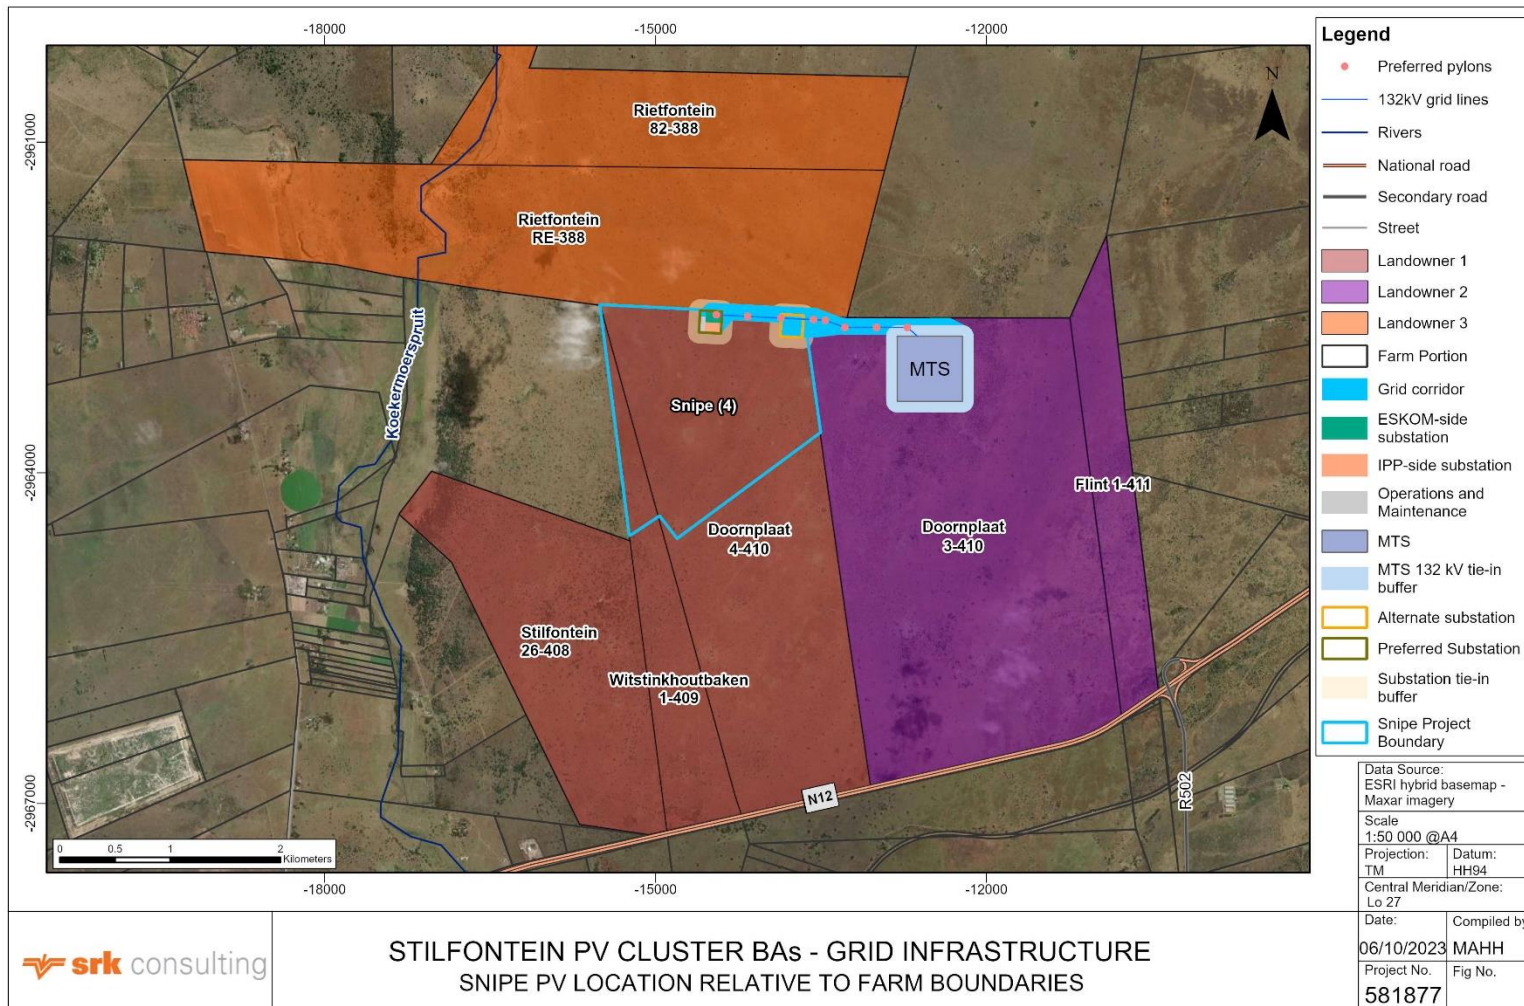 -18000
-15000
-12000
-2961000
-2964000
-2967000
N
Rietfontein
82-388
Rietfontein
RE-388
Koekermoerspruit
MTS
Snipe (4)
Flint 1-411
Doornplaat
4-410
Doornplaat
3-410
Stilfontein
26-408
Witstinkhoutbaken
1-409
N12
R502
0 0.5 1 2
Kilometers
-18000
-15000
-12000
Legend
Preferred pylons
132kV grid lines
Rivers
National road
Secondary road
Street
Landowner 1
Landowner 2
Landowner 3
Farm Portion
Grid corridor
ESKOM-side
substation
IPP-side substation
Operations and
Maintenance
MTS
MTS 132 kV tie-in
buffer
Alternate substation
Preferred Substation
Substation tie-in
buffer
Snipe Project
Boundary
Data Source:
ESRI hybrid basemap -
Maxar imagery
Scale
1:50 000 @A4
Projection:
TM
Datum:
HH94
Central Meridian/Zone:
Lo 27
Date:
06/10/2023
Compiled by
MAHH
Project No.
581877
Fig No.
srk consulting
STILFONTEIN PV CLUSTER BAs - GRID INFRASTRUCTURE
SNIPE PV LOCATION RELATIVE TO FARM BOUNDARIES